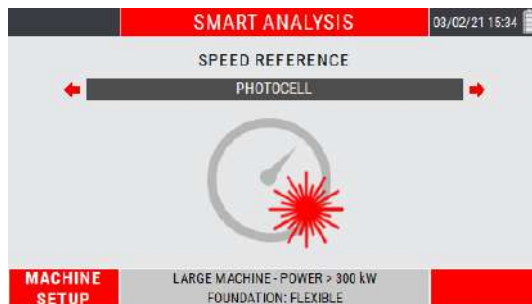 SMART ANALYSIS
03/02/21 15:34
SPEED REFERENCE
PHOTOCELL
MACHINE SETUP
LARGE MACHINE - POWER > 300 kW
FOUNDATION: FLEXIBLE